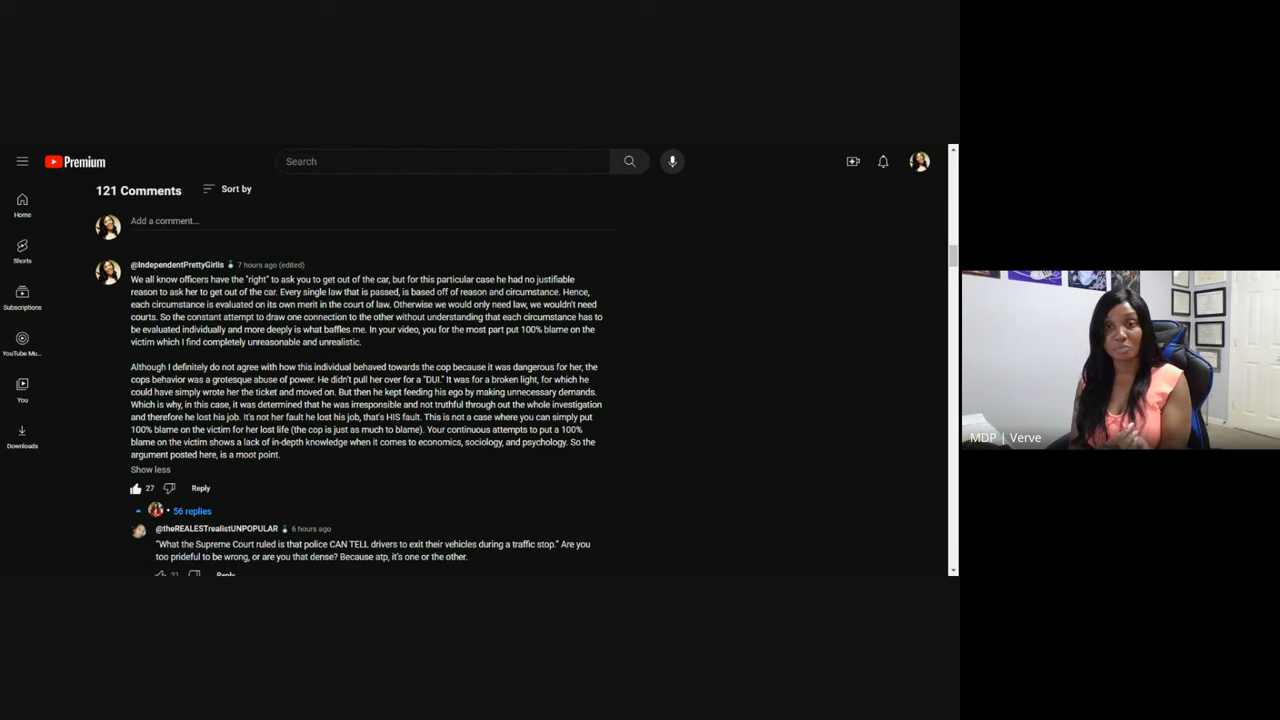 Premium
Search
121 Comments
Sort by
Home
Add a comment...
Shorts
@IndependentPrettyGirlis 7 hours ago (edited)
We all know officers have the "right" to ask you to get out of the car, but for this particular case he had no justifiable
reason to ask her to get out of the car. Every single law that is passed, is based off of reason and circumstance. Hence,
each circumstance is evaluated on its own merit in the court of law. Otherwise we would only need law, we wouldn't need
courts. So the constant attempt to draw one connection to the other without understanding that each circumstance has to
be evaluated individually and more deeply is what baffles me. In your video, you for the most part put 100% blame on the
victim which I find completely unreasonable and unrealistic.
Subscriptions
YouTube Mu...
You
Downloads
Although I definitely do not agree with how this individual behaved towards the cop because it was dangerous for her, the
cops behavior was a grotesque abuse of power. He didn't pull her over for a "DUI." It was for a broken light, for which he
could have simply wrote her the ticket and moved on. But then he kept feeding his ego by making unnecessary demands.
Which is why, in this case, it was determined that he was irresponsible and not truthful through out the whole investigation
and therefore he lost his job. It's not her fault he lost his job, that's HIS fault. This is not a case where you can simply put
100% blame on the victim for her lost life (the cop is just as much to blame). Your continuous attempts to put a 100%
blame on the victim shows a lack of in-depth knowledge when it comes to economics, sociology, and psychology. So the
argument posted here, is a moot point.
Show less
27 Reply
56 replies
@theREALESTrealistUNPOPULAR 6 hours ago
"What the Supreme Court ruled is that police CAN TELL drivers to exit their vehicles during a traffic stop." Are you
too prideful to be wrong, or are you that dense? Because atp, it's one or the other.
21 Reply
MDP | Verve